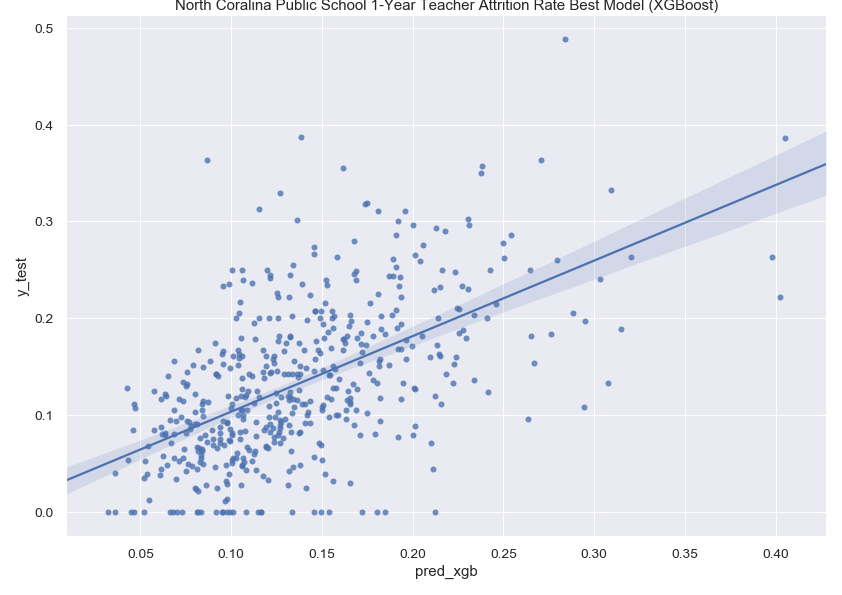 North Coralina Public School 1-Year Teacher Attrition Rate Best Model (XGBoost)
0.5
0.4
0.3
0.2
0.1
0.0
y_test
0.05 0.10 0.15 0.20 0.25 0.30 0.35 0.40
pred_xgb